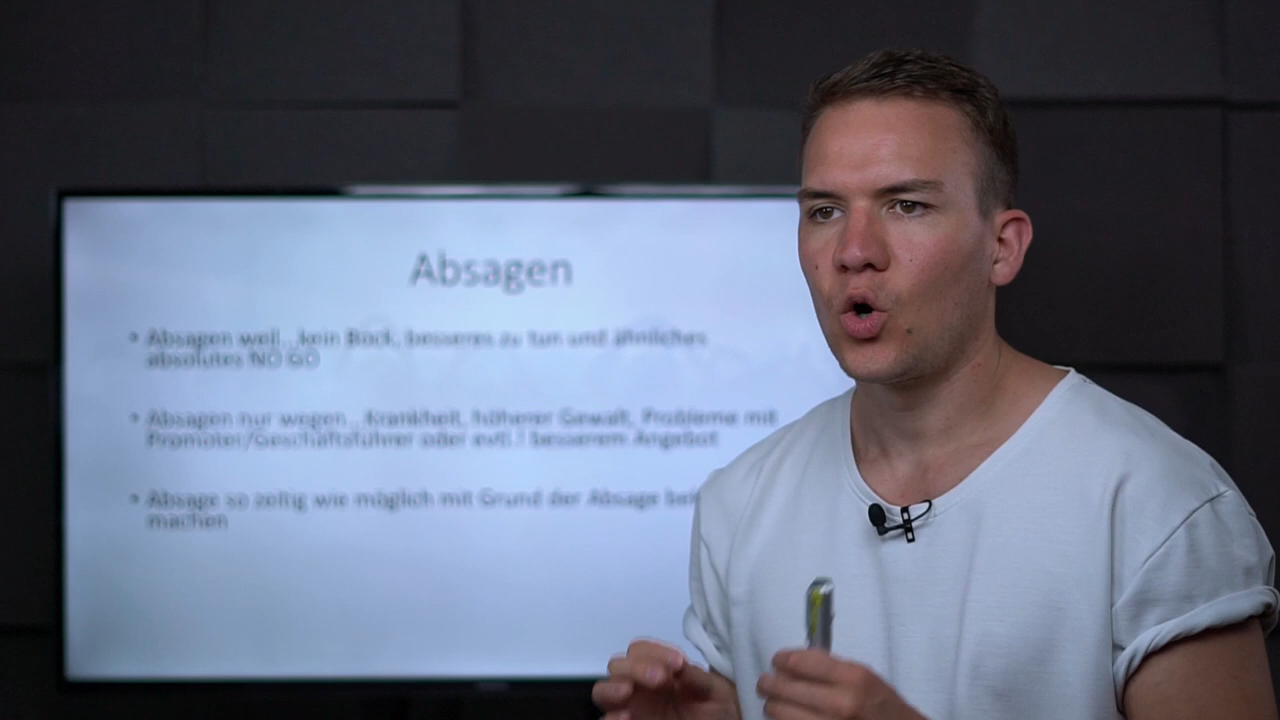 Absagen
• Absagen weil...kein Bock, besseres zu tun und ähnliches
absolutes NO GO
• Absagen nur wegen... Krankheit, höherer Gewalt, Probleme mit
Promoter/Geschäftsführer oder evtl.! besserem Angebot
• Absage so zeitig wie möglich mit Grund der Absage
machen